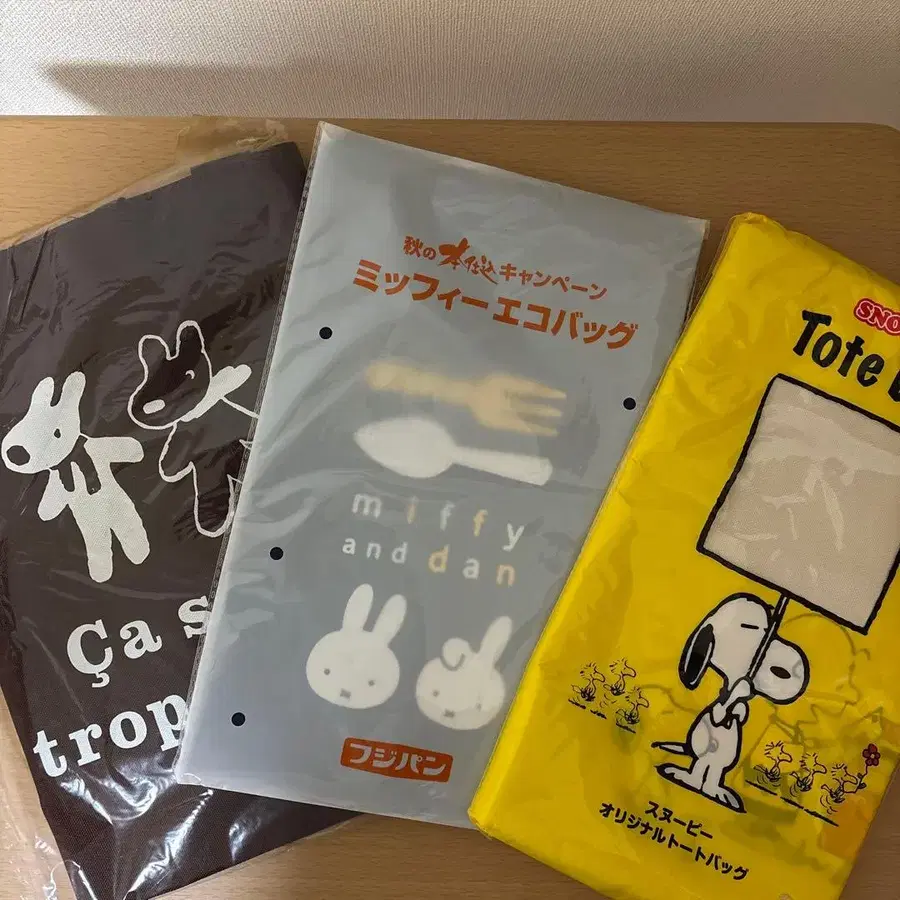 Ça s
trop
秋の本仕込キャンペーン
ミッフィーエコバッグ
miffy
and dan
フジパン
SNO
Tote
スヌーピー
オリジナルトートバッグ